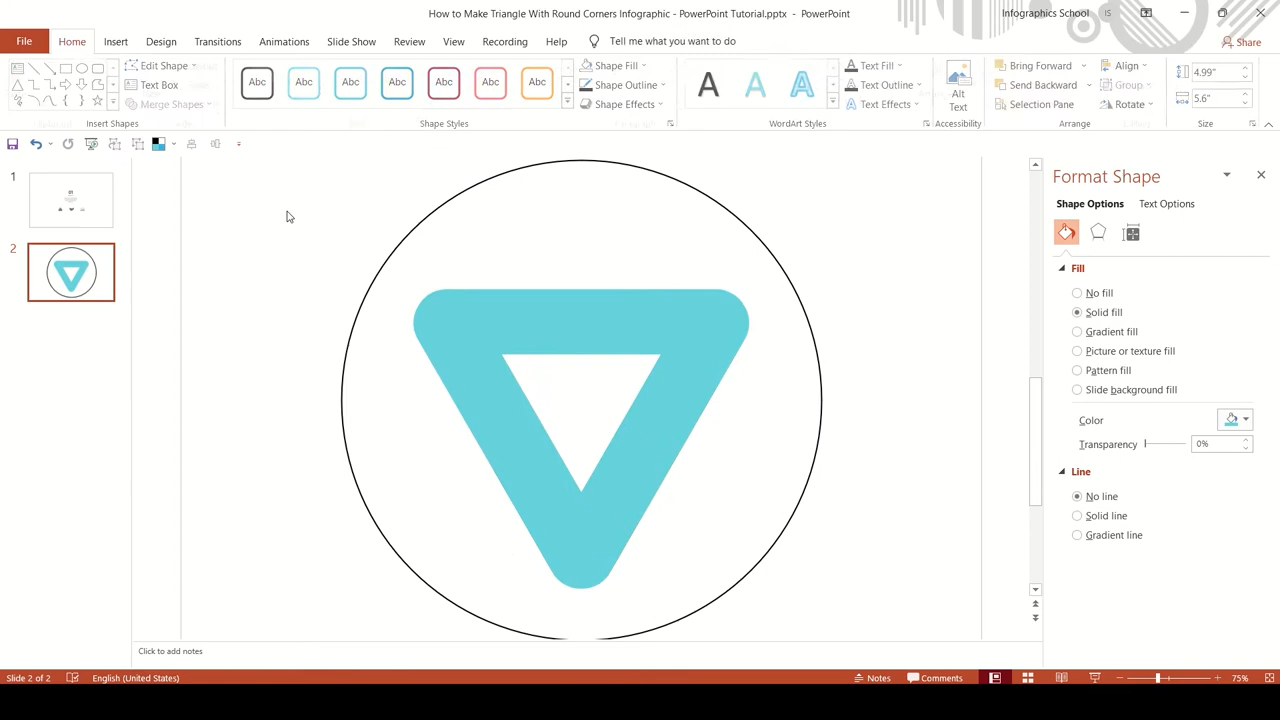 How to Make Triangle With Round Corners Infographic - PowerPoint Tutorial.pptx - PowerPoint
Infographics School IS
File Home Insert Design Transitions Animations Slide Show Review View Recording Help Tell me what you want to do Share
Edit Shape
Text Box
Merge Shapes
Insert Shapes
Abc Abc Abc Abc Abc Abc Abc
Shape Fill
Shape Outline
Shape Effects
Shape Styles
A A A
Text Fill
Text Outline
Text Effects
WordArt Styles
Alt
Text
Accessibility
Bring Forward
Send Backward
Selection Pane
Align
Group
Rotate
Arrange
4.99"
5.6"
Size
1
2
Format Shape
Shape Options Text Options
Fill
No fill
Solid fill
Gradient fill
Picture or texture fill
Pattern fill
Slide background fill
Color
Transparency 0%
Line
No line
Solid line
Gradient line
Click to add notes
Slide 2 of 2 English (United States) Notes Comments 75%